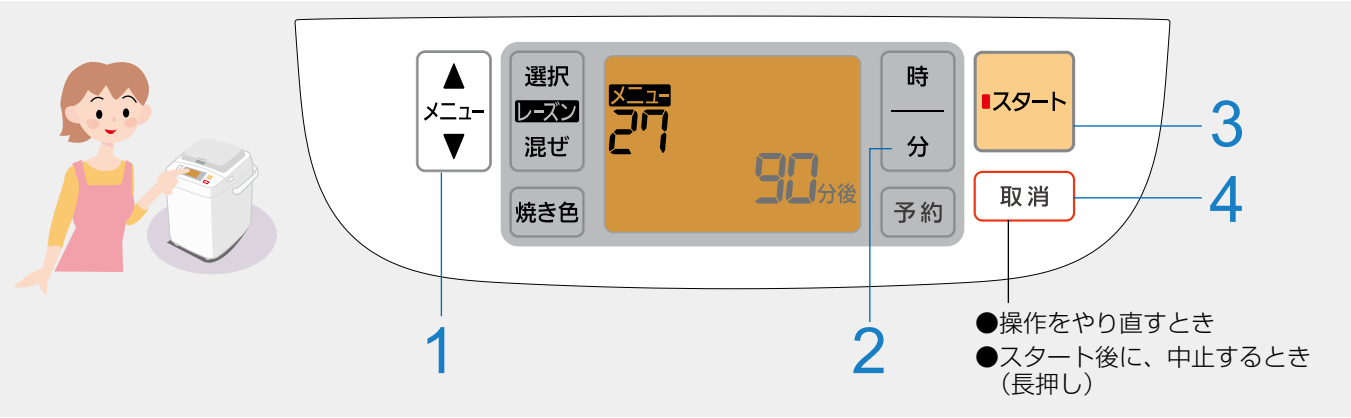 ▲
メニュー
▼
選択
レーズン
混ぜ
焼き色
メニュー
27
90分後
時
分
予約
スタート
取消
1
2
3
4
●操作をやり直すとき
●スタート後に、中止するとき
(長押し)